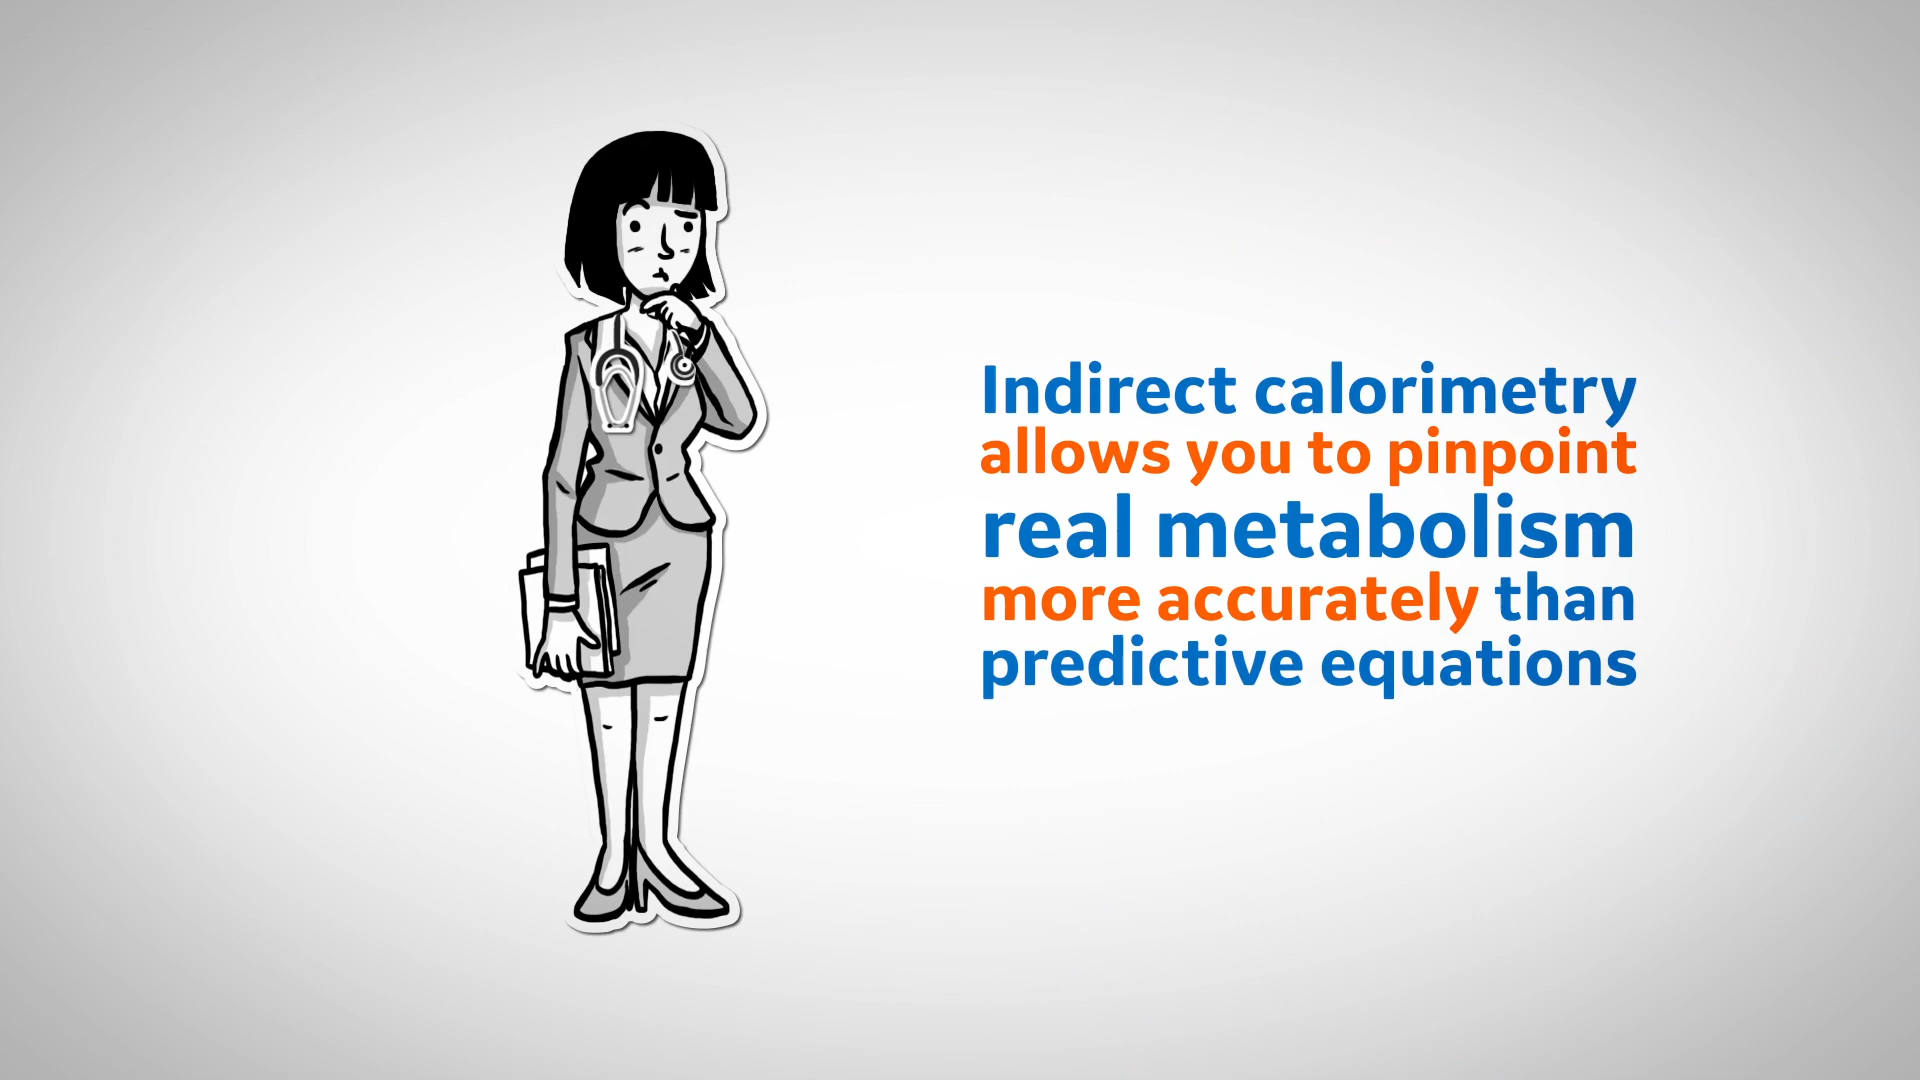 Indirect calorimetry
allows you to pinpoint
real metabolism
more accurately than
predictive equations